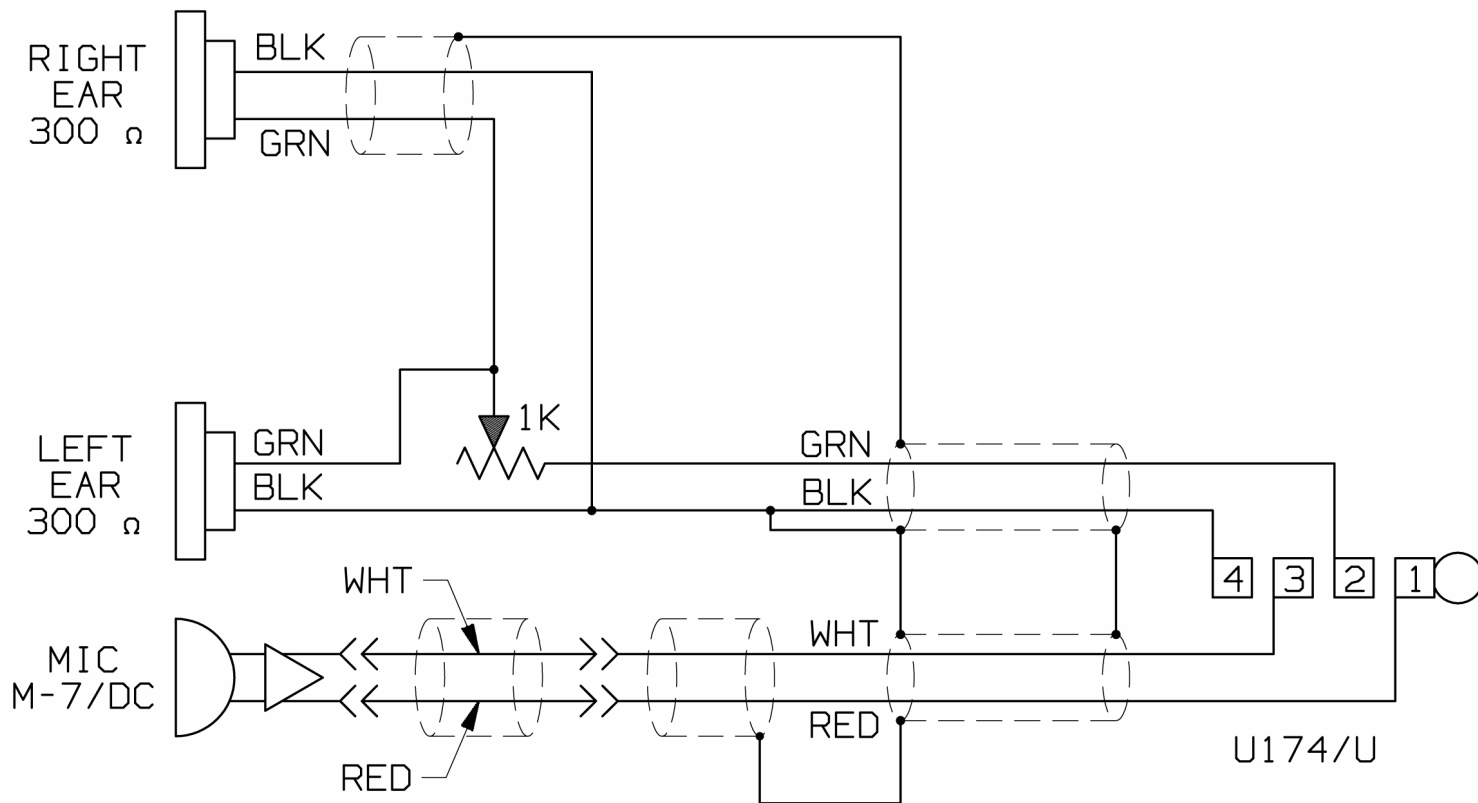 RIGHT
EAR
300 Ω
BLK
GRN
1K
LEFT
EAR
300 Ω
GRN
BLK
GRN
BLK
4
3
2
1
MIC
M-7/DC
WHT
RED
WHT
RED
U174/U